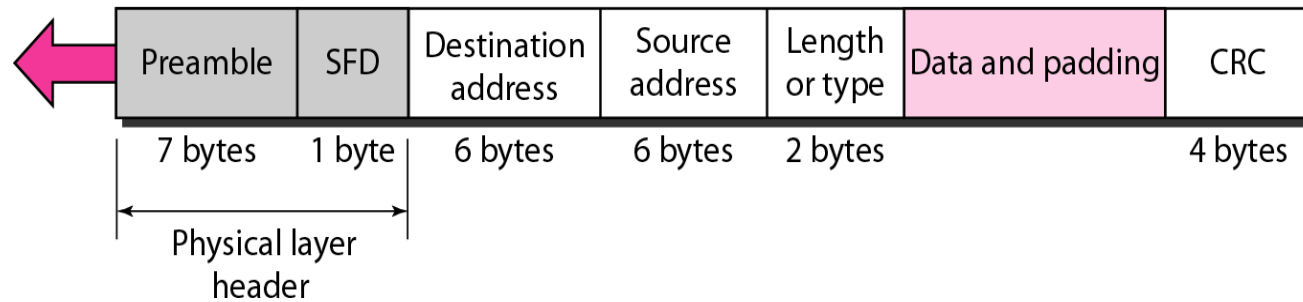 Preamble
SFD
Destination
address
Source
address
Length
or type
Data and padding
CRC
7 bytes
1 byte
6 bytes
6 bytes
2 bytes
4 bytes
Physical layer
header